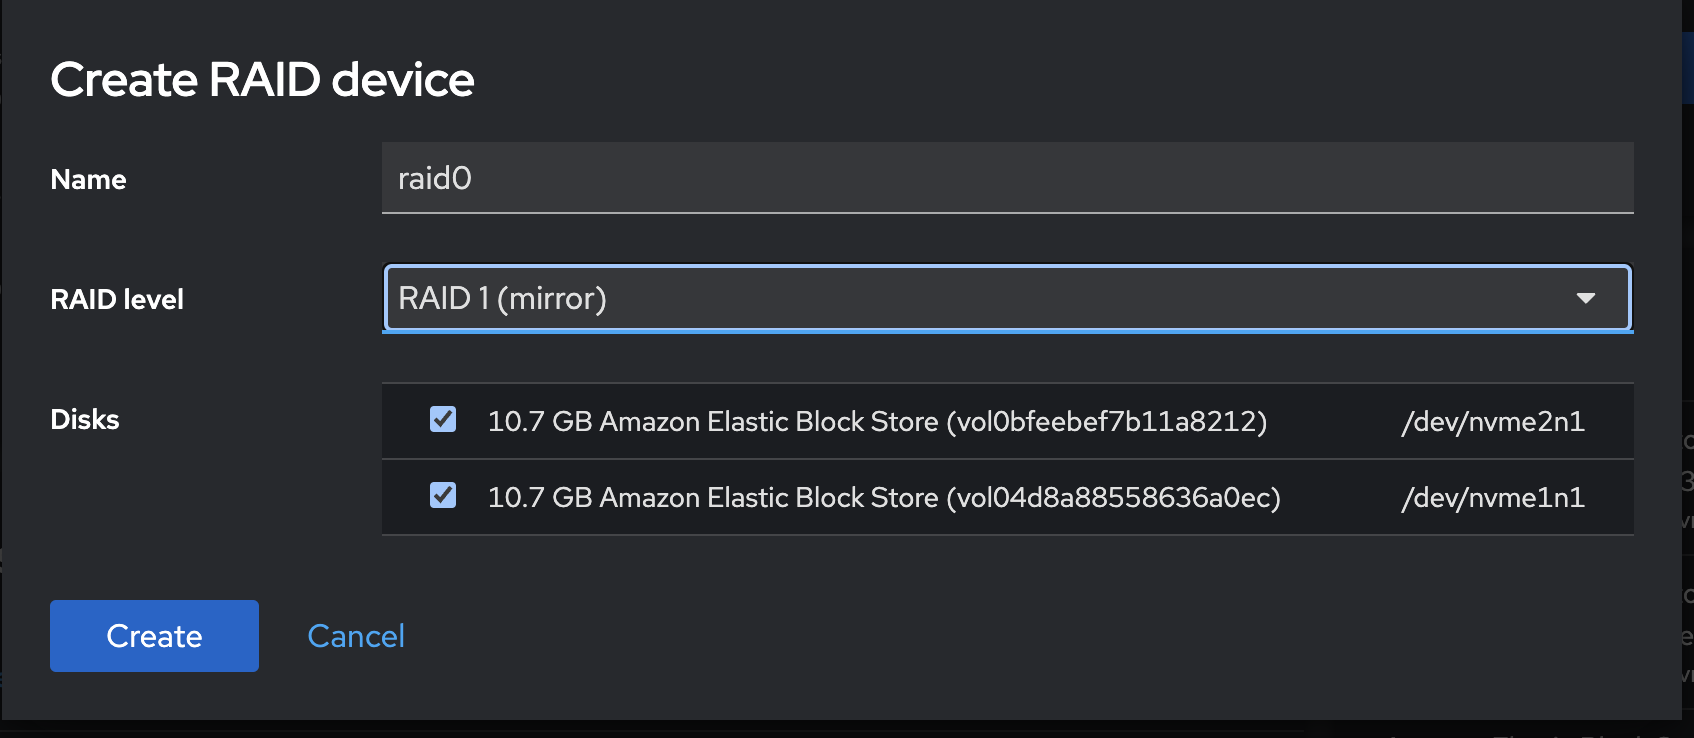 Create RAID device
Name
raid0
RAID level
RAID 1 (mirror)
Disks
10.7 GB Amazon Elastic Block Store (vol0bfeebef7b11a8212) /dev/nvme2n1
10.7 GB Amazon Elastic Block Store (vol04d8a88558636a0ec) /dev/nvme1n1
Create
Cancel